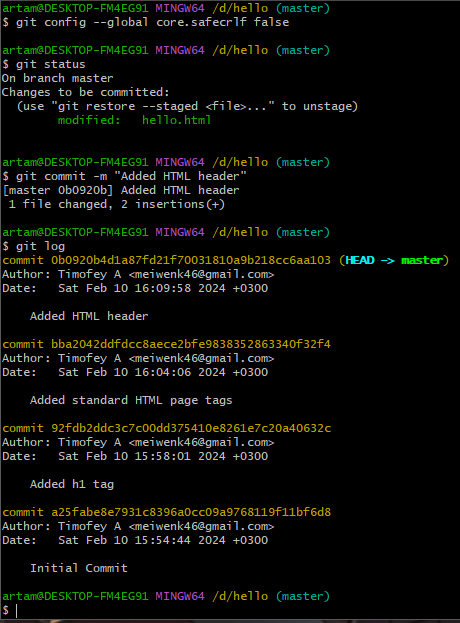 artam@DESKTOP-FM4EG91 MINGW64 /d/hello (master)
$ git config --global core.safecrlf false
artam@DESKTOP-FM4EG91 MINGW64 /d/hello (master)
$ git status
On branch master
Changes to be committed:
  (use "git restore --staged <file>..." to unstage)
        modified:   hello.html
artam@DESKTOP-FM4EG91 MINGW64 /d/hello (master)
$ git commit -m "Added HTML header"
[master 0b0920b] Added HTML header
 1 file changed, 2 insertions(+)
artam@DESKTOP-FM4EG91 MINGW64 /d/hello (master)
$ git log
commit 0b0920b4d1a87fd21f70031810a9b218cc6aa103 (HEAD -> master)
Author: Timofey A <meiwenk46@gmail.com>
Date:   Sat Feb 10 16:09:58 2024 +0300
    Added HTML header
commit bba2042ddfdcc8aece2bfe9838352863340f32f4
Author: Timofey A <meiwenk46@gmail.com>
Date:   Sat Feb 10 16:04:06 2024 +0300
    Added standard HTML page tags
commit 92fdb2ddc3c7c00dd375410e8261e7c20a40632c
Author: Timofey A <meiwenk46@gmail.com>
Date:   Sat Feb 10 15:58:01 2024 +0300
    Added h1 tag
commit a25fabe8e7931c8396a0cc09a9768119f11bf6d8
Author: Timofey A <meiwenk46@gmail.com>
Date:   Sat Feb 10 15:54:44 2024 +0300
    Initial Commit
artam@DESKTOP-FM4EG91 MINGW64 /d/hello (master)
$